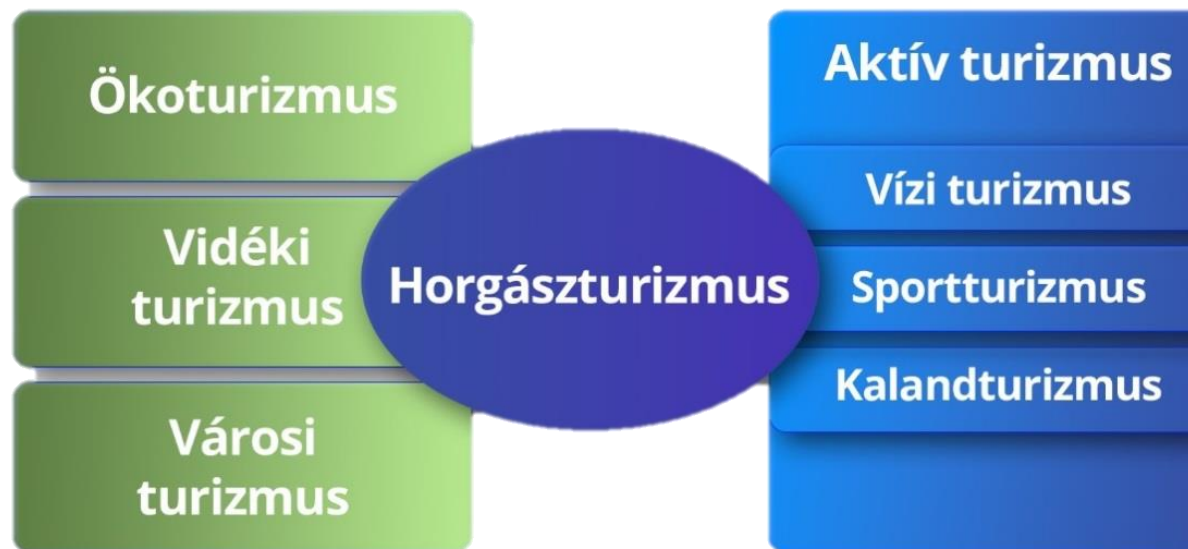 Ökoturizmus
Vidéki
turizmus
Városi
turizmus
Horgászturizmus
Aktív turizmus
Vízi turizmus
Sportturizmus
Kalandturizmus